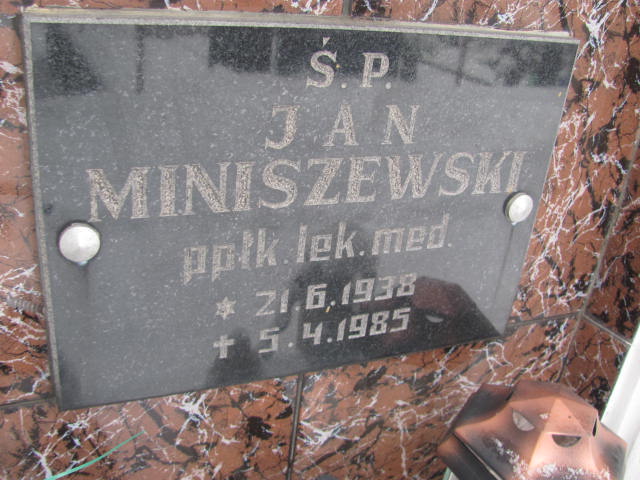 Ś.P.
JAN
MINISZEWSKI
ppłk.lek.med.
* 21.6,1938
✝ 5.4.1985